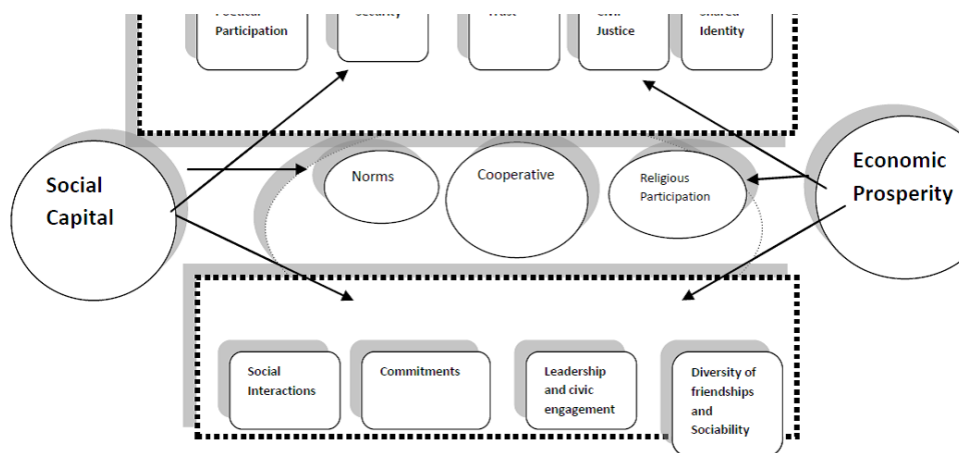 Participation
Security
Trust
Justice
Shared
Identity
Social
Capital
Norms
Cooperative
Religious
Participation
Economic
Prosperity
Social
Interactions
Commitments
Leadership
and civic
engagement
Diversity of
friendships
and
Sociability